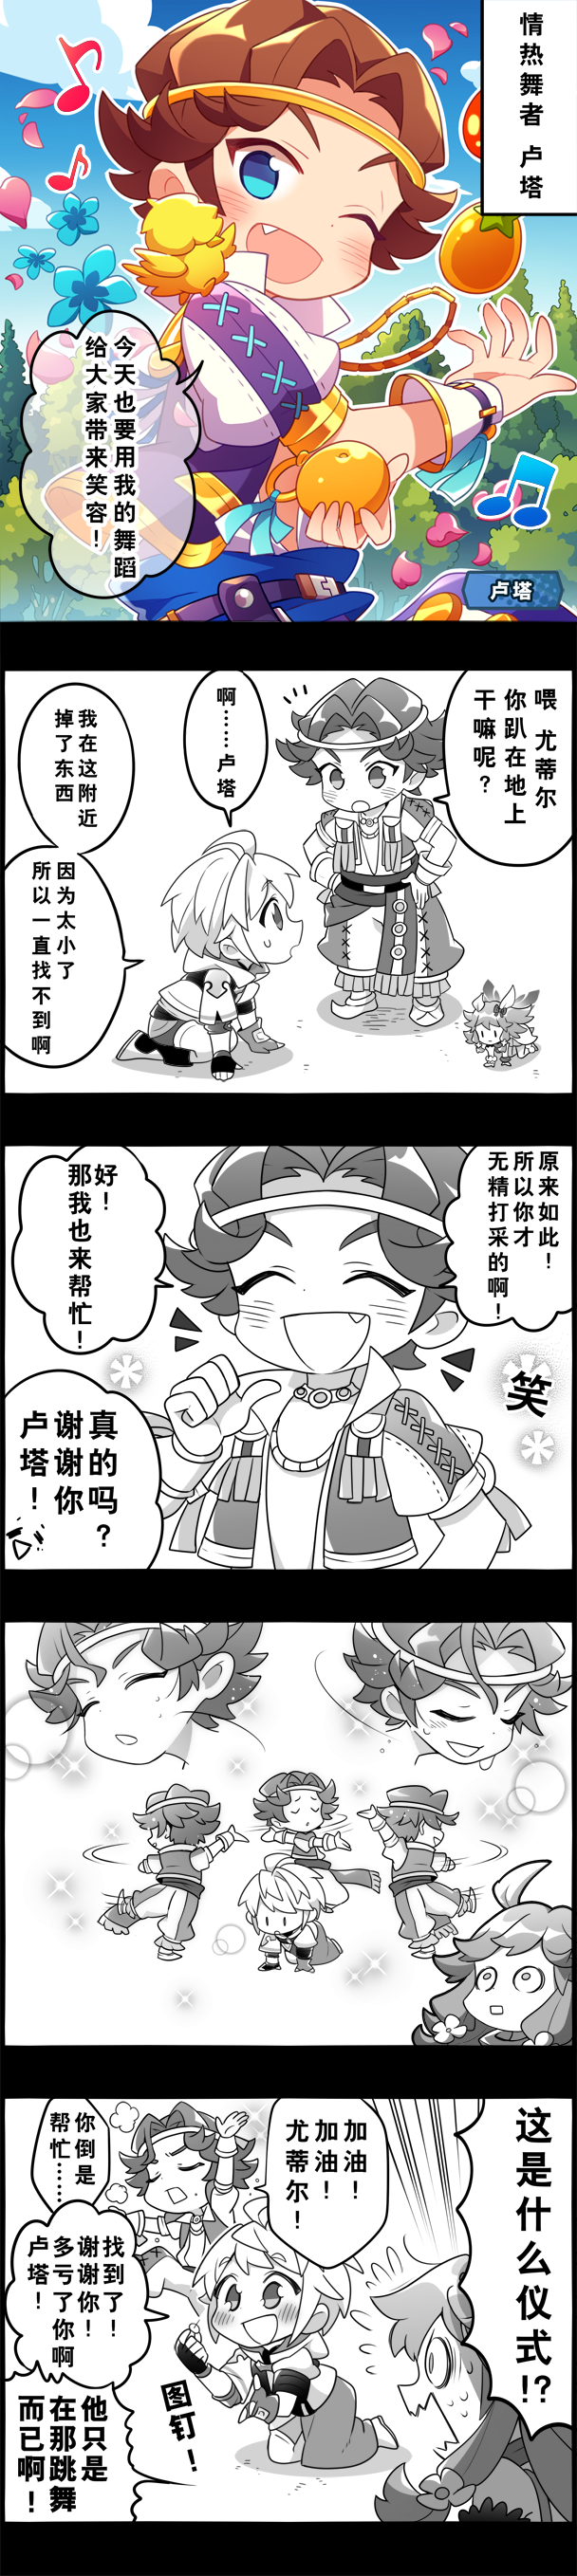 情热舞者 卢塔
今天也要用我的舞蹈
给大家带来笑容！
卢塔
喂 尤蒂尔
你趴在地上
干嘛呢？
啊……卢塔
我在这附近
掉了东西
因为太小了
所以一直找不到啊
原来如此！
所以你才
无精打采的啊！
笑
好！
那我也来帮忙！
真的吗？
谢谢你
卢塔！
这是什么仪式!?
加油！
加油！
尤蒂尔！
你倒是
帮忙……
找到了！
谢谢你！
多亏了你啊
卢塔！
图钉！
他只是
在那跳舞
而已啊！